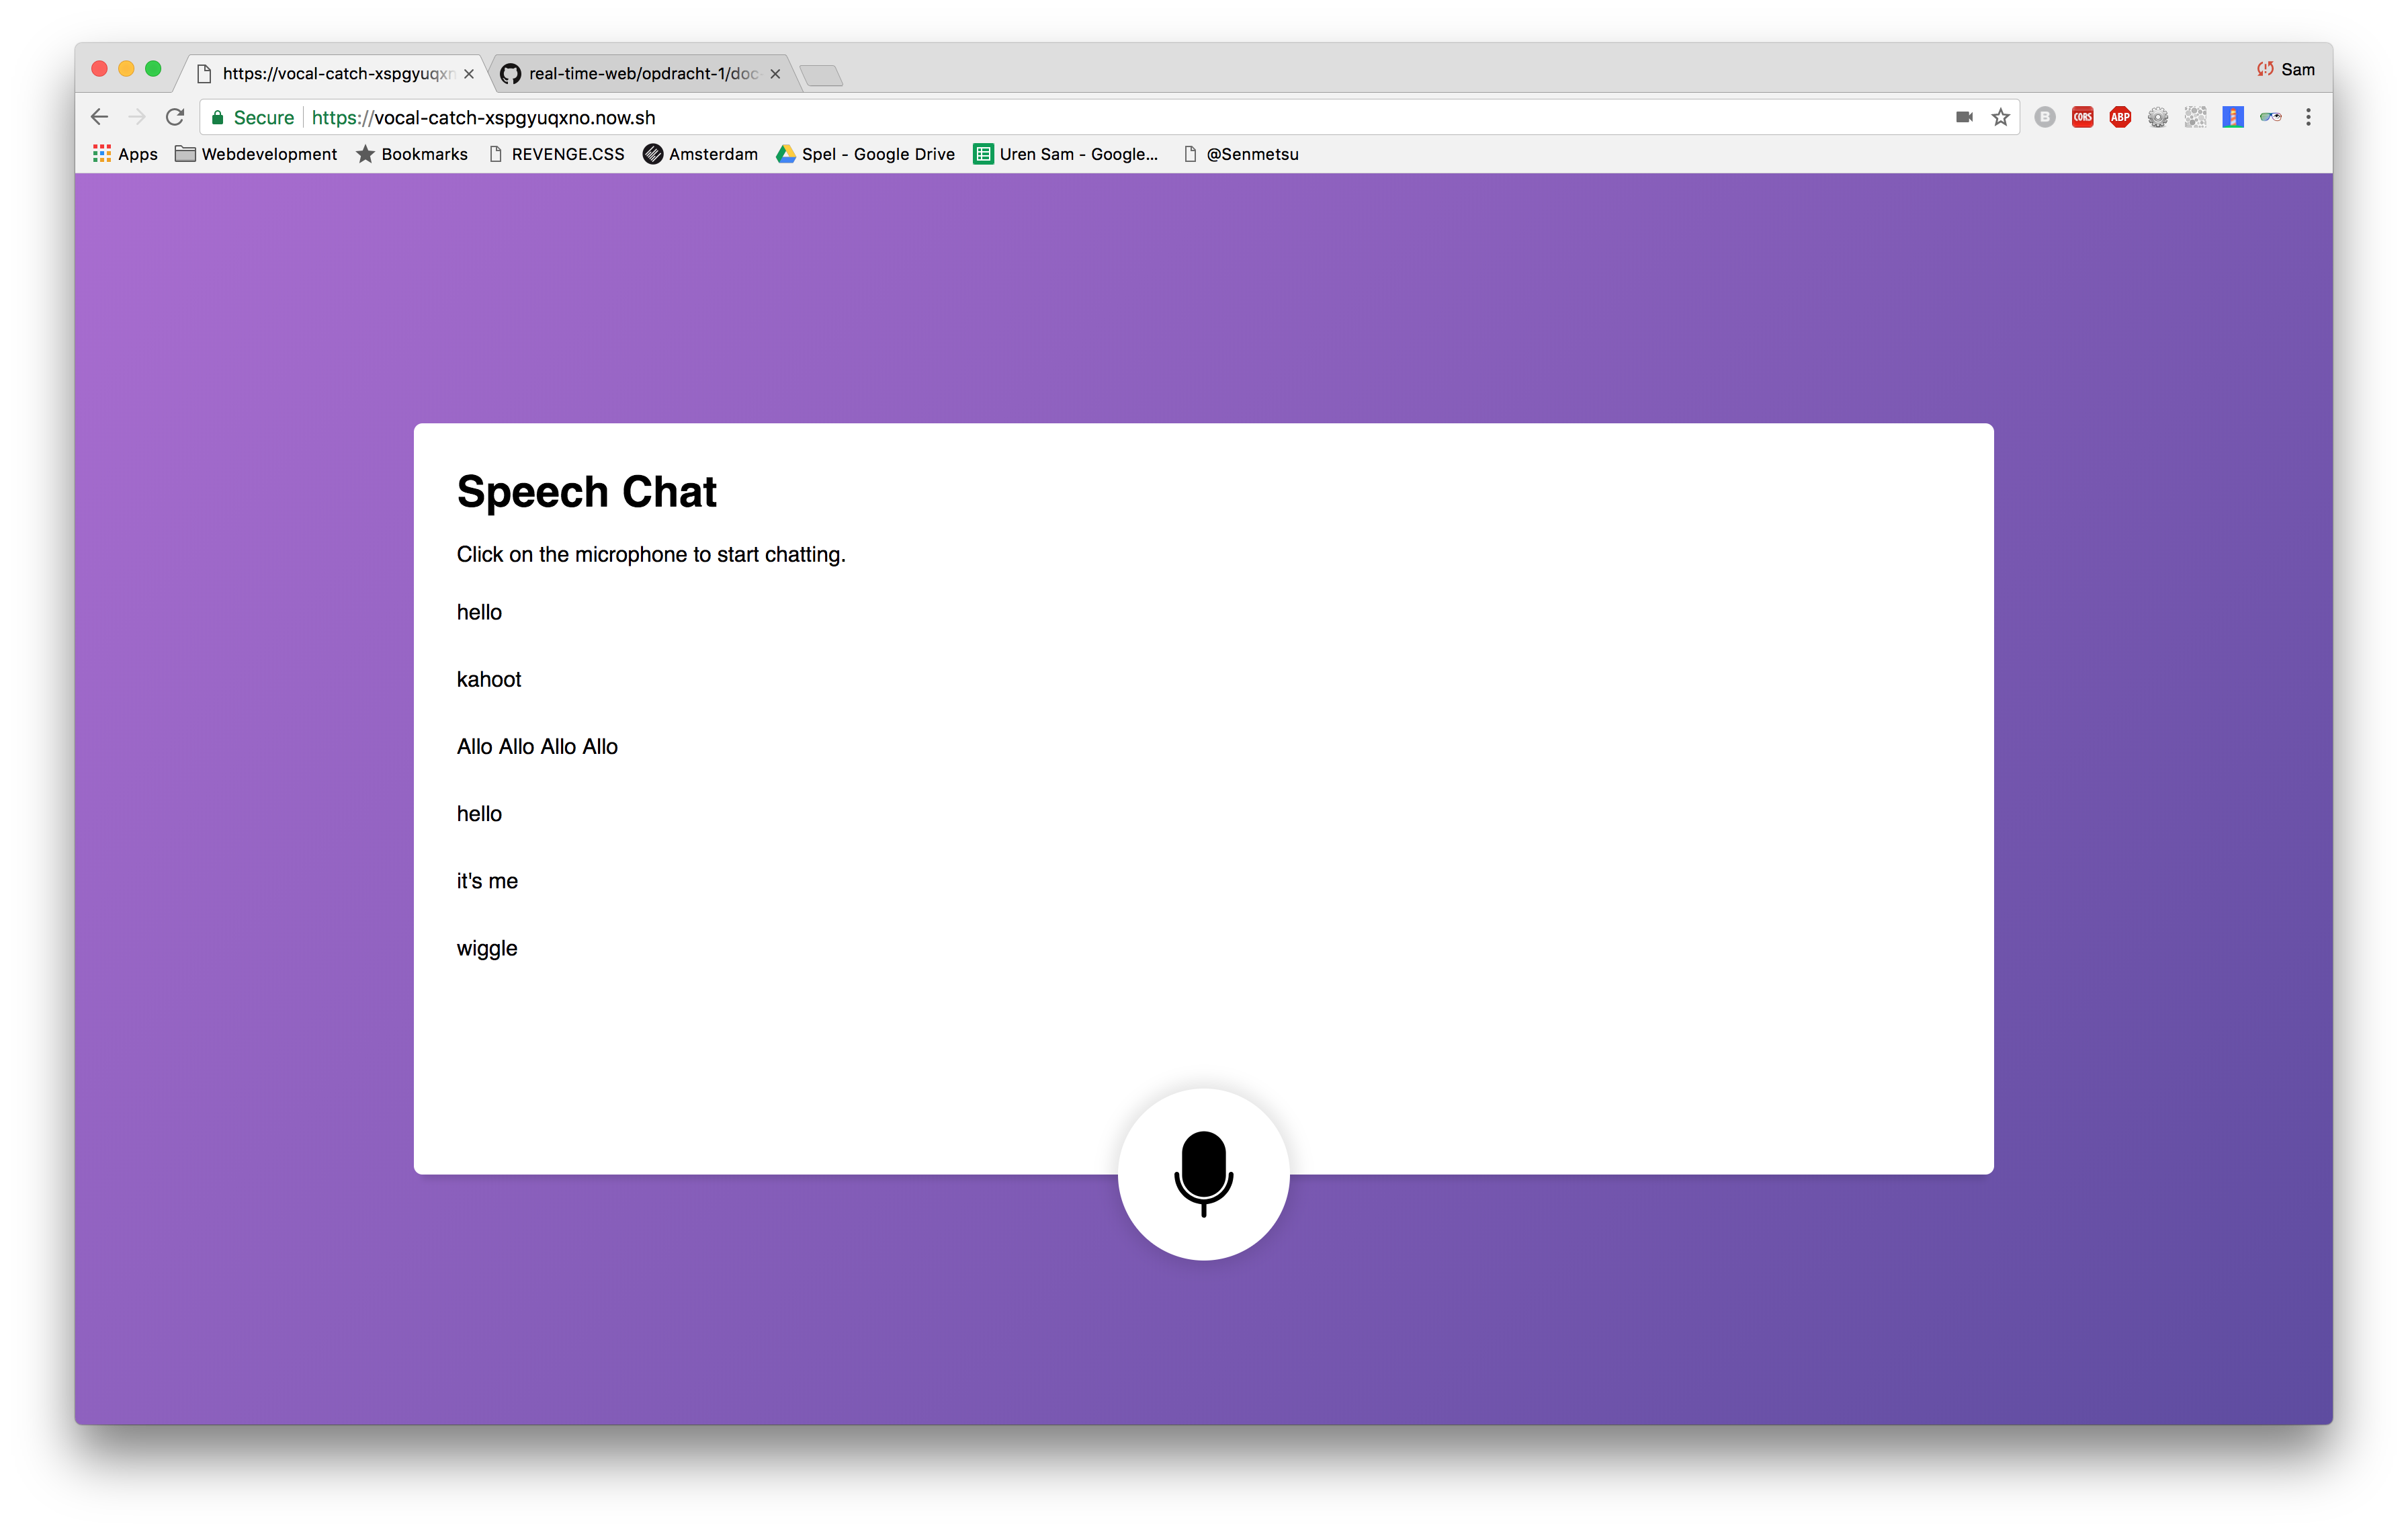 https://vocal-catch-xspgyuqxn
real-time-web/opdracht-1/doc
Sam
Secure https://vocal-catch-xspgyuqxno.now.sh
B CORS ABP
Apps Webdevelopment Bookmarks REVENGE.CSS Amsterdam Spel - Google Drive Uren Sam - Google... @Senmetsu
Speech Chat
Click on the microphone to start chatting.
hello
kahoot
Allo Allo Allo Allo
hello
it's me
wiggle